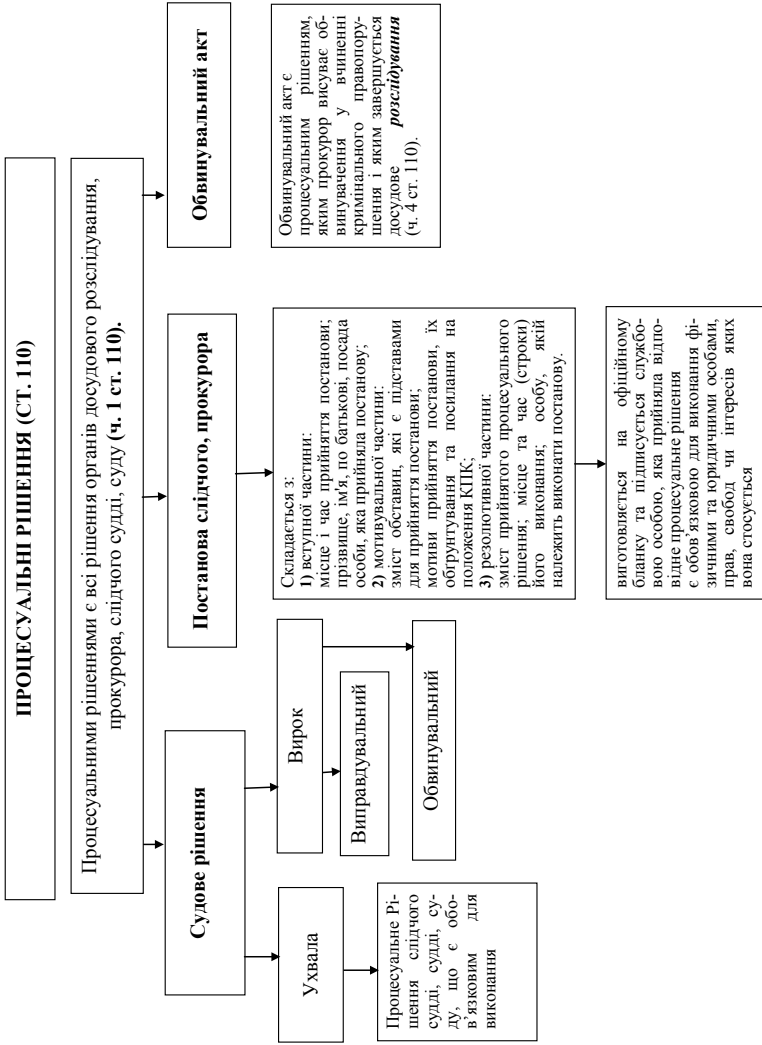 ПРОЦЕСУАЛЬНІ РІШЕННЯ (СТ. 110)
Процесуальними рішеннями є всі рішення органів досудового розслідування,
прокурора, слідчого судді, суду (ч. 1 ст. 110).
Судове рішення
Постанова слідчого, прокурора
Обвинувальний акт
Ухвала
Вирок
Виправдувальний
Обвинувальний
Процесуальне Рі-
шення слідчого
судді, судді, су-
ду, що є обо-
в’язковим для
виконання
Складається з:
1) вступної частини:
місце і час прийняття постанови;
прізвище, ім'я, по батькові, посада
особи, яка прийняла постанову;
2) мотивувальної частини:
зміст обставин, які є підставами
для прийняття постанови;
мотиви прийняття постанови, їх
обґрунтування та посилання на
положення КПК;
3) резолютивної частини:
зміст прийнятого процесуального
рішення; місце та час (строки)
його виконання; особу, якій
належить виконати постанову.
виготовляється на офіційному
бланку та підписується службо-
вою особою, яка прийняла відпо-
відне процесуальне рішення
є обов’язковою для виконання фі-
зичними та юридичними особами,
прав, свобод чи інтересів яких
вона стосується
Обвинувальний акт є
процесуальним рішенням,
яким прокурор висуває об-
винувачення у вчиненні
кримінального правопору-
шення і яким завершується
досудове розслідування
(ч. 4 ст. 110).